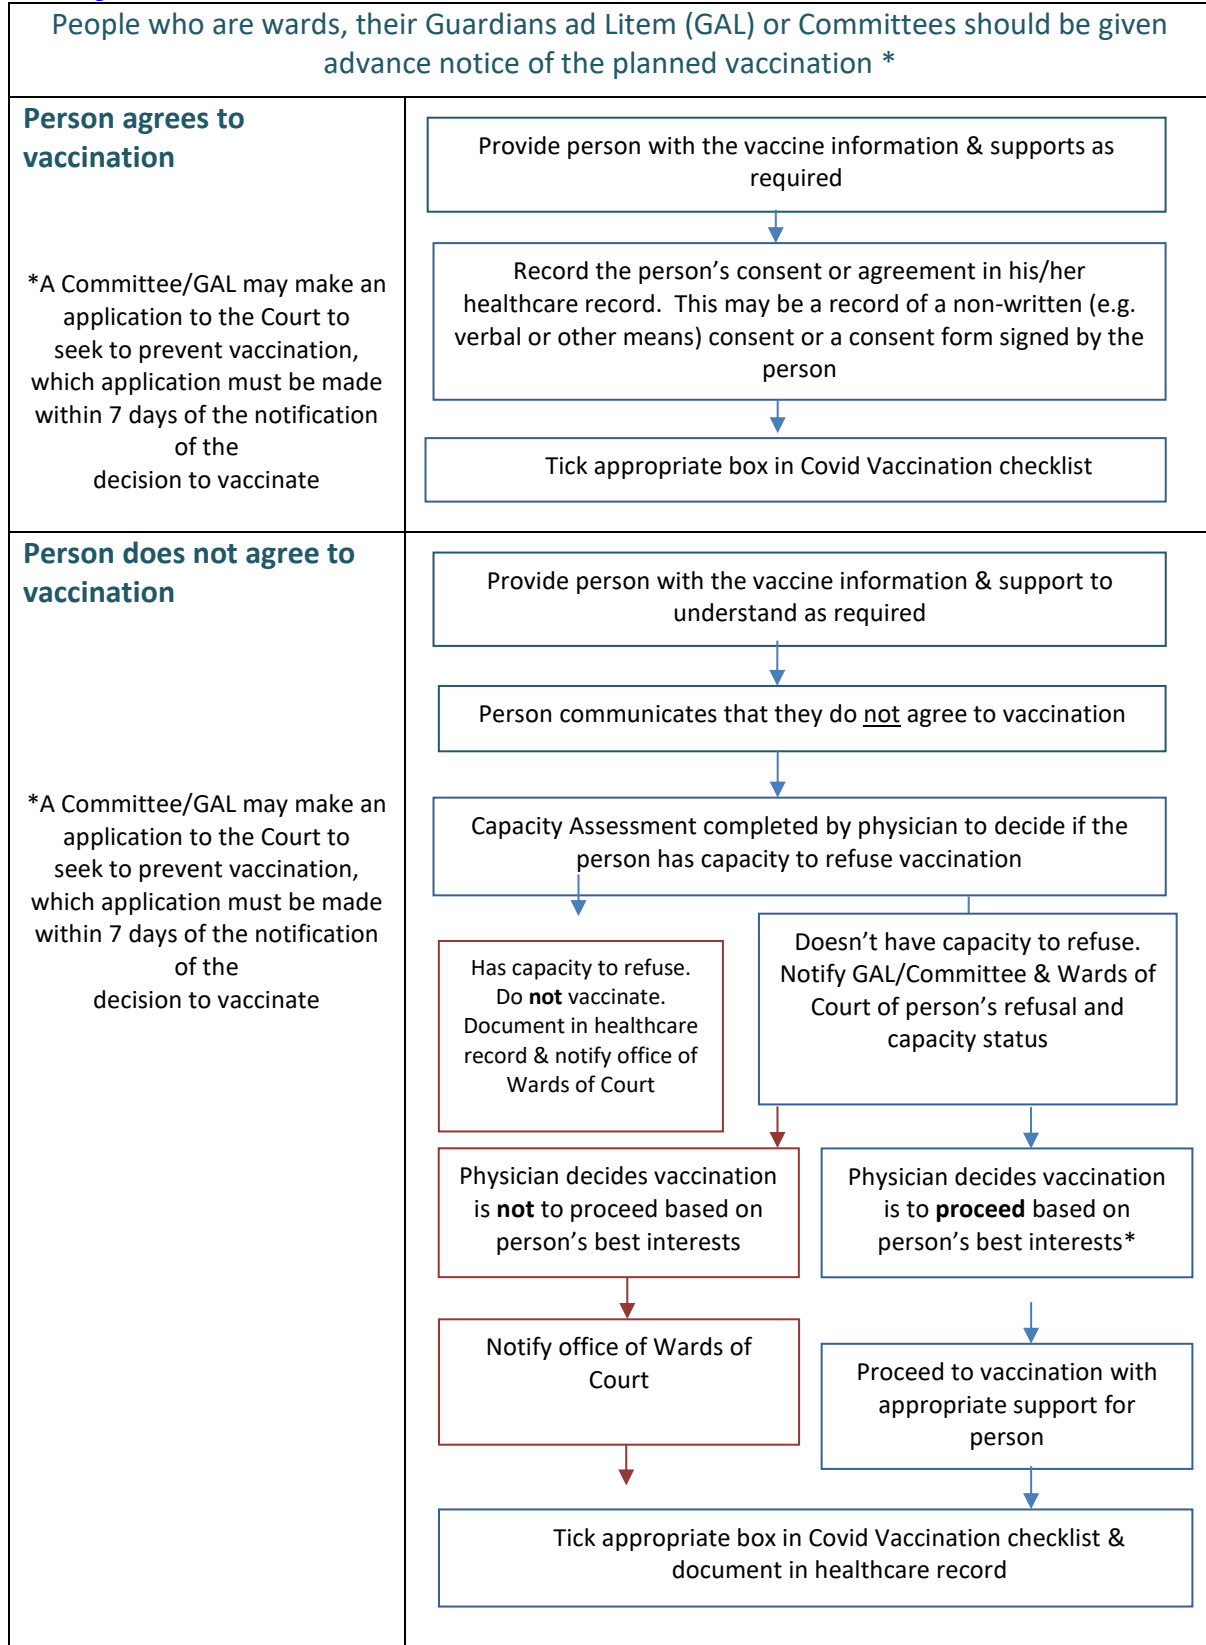 People who are wards, their Guardians ad Litem (GAL) or Committees should be given
advance notice of the planned vaccination *
Person agrees to
vaccination
*A Committee/GAL may make an
application to the Court to
seek to prevent vaccination,
which application must be made
within 7 days of the notification
of the
decision to vaccinate
Provide person with the vaccine information & supports as
required
Record the person’s consent or agreement in his/her
healthcare record.  This may be a record of a non-written (e.g.
verbal or other means) consent or a consent form signed by the
person
Tick appropriate box in Covid Vaccination checklist
Person does not agree to
vaccination
*A Committee/GAL may make an
application to the Court to
seek to prevent vaccination,
which application must be made
within 7 days of the notification
of the
decision to vaccinate
Provide person with the vaccine information & support to
understand as required
Person communicates that they do not agree to vaccination
Capacity Assessment completed by physician to decide if the
person has capacity to refuse vaccination
Has capacity to refuse.
Do not vaccinate.
Document in healthcare
record & notify office of
Wards of Court
Doesn’t have capacity to refuse.
Notify GAL/Committee & Wards of
Court of person’s refusal and
capacity status
Physician decides vaccination
is not to proceed based on
person’s best interests
Physician decides vaccination
is to proceed based on
person’s best interests*
Notify office of Wards of
Court
Proceed to vaccination with
appropriate support for
person
Tick appropriate box in Covid Vaccination checklist &
document in healthcare record